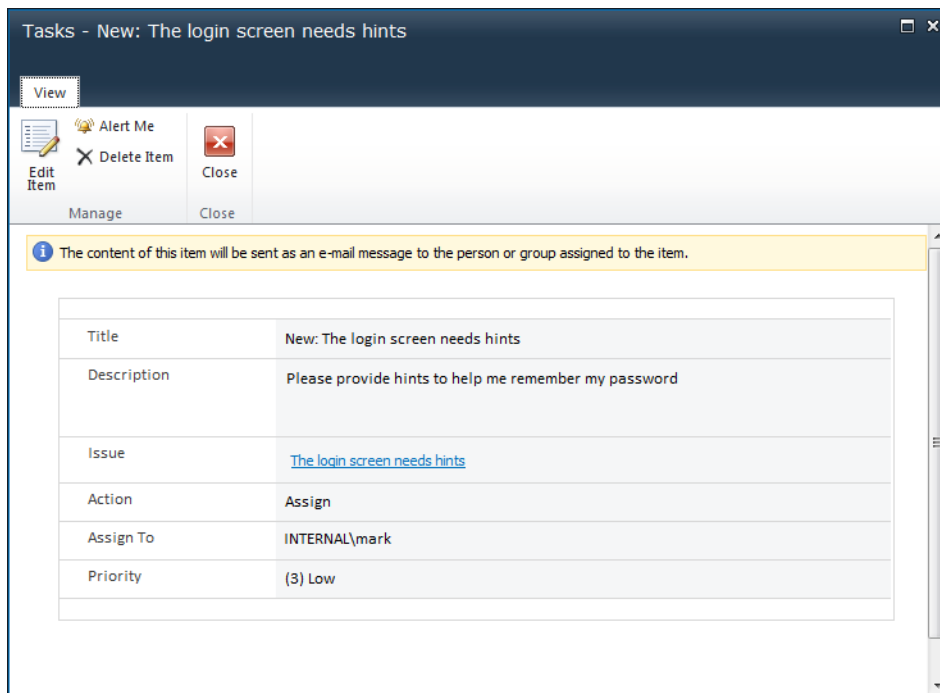 Tasks - New: The login screen needs hints
View
Edit
Item
Alert Me
Delete Item
Close
Manage
Close
The content of this item will be sent as an e-mail message to the person or group assigned to the item.
Title
New: The login screen needs hints
Description
Please provide hints to help me remember my password
Issue
The login screen needs hints
Action
Assign
Assign To
INTERNAL\mark
Priority
(3) Low